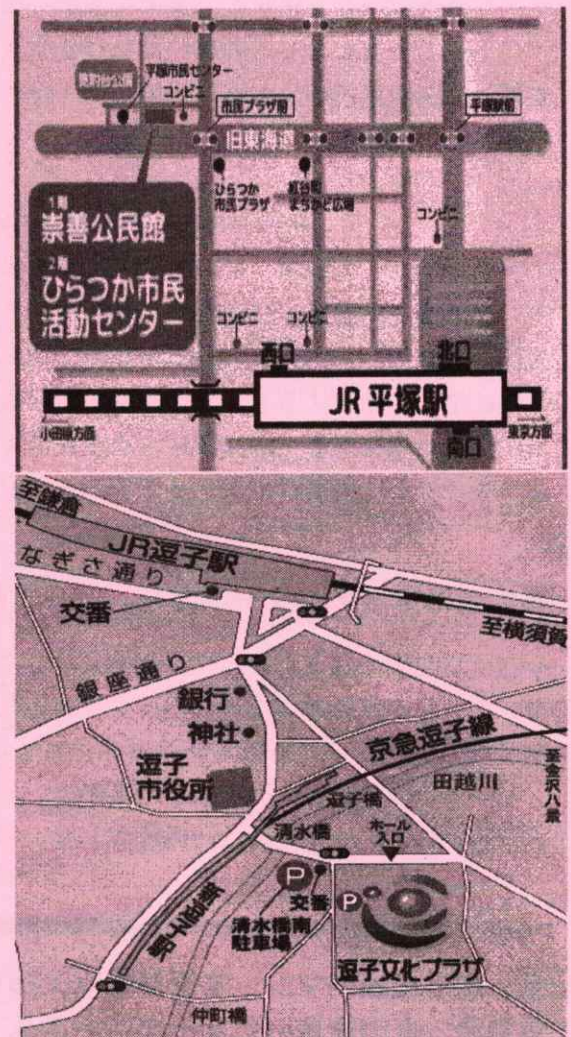 見附台公園
平塚市民センター
コンビニ
市民プラザ前
平塚駅前
旧東海道
1階
崇善公民館
2階
ひらつか市民
活動センター
ひらつか
市民プラザ
紅谷町
まちかど広場
コンビニ
コンビニ
コンビニ
西口
北口
JR 平塚駅
小田原方面
南口
東京方面
至鎌倉
JR逗子駅
なぎさ通り
交番
至横須賀
銀座通り
銀行
神社
京急逗子線
逗子
市役所
田越川
至金沢八景
逗子橋
清水橋
ホール
入口
P
交番
P
清水橋南
駐車場
新逗子駅
逗子文化プラザ
仲町橋